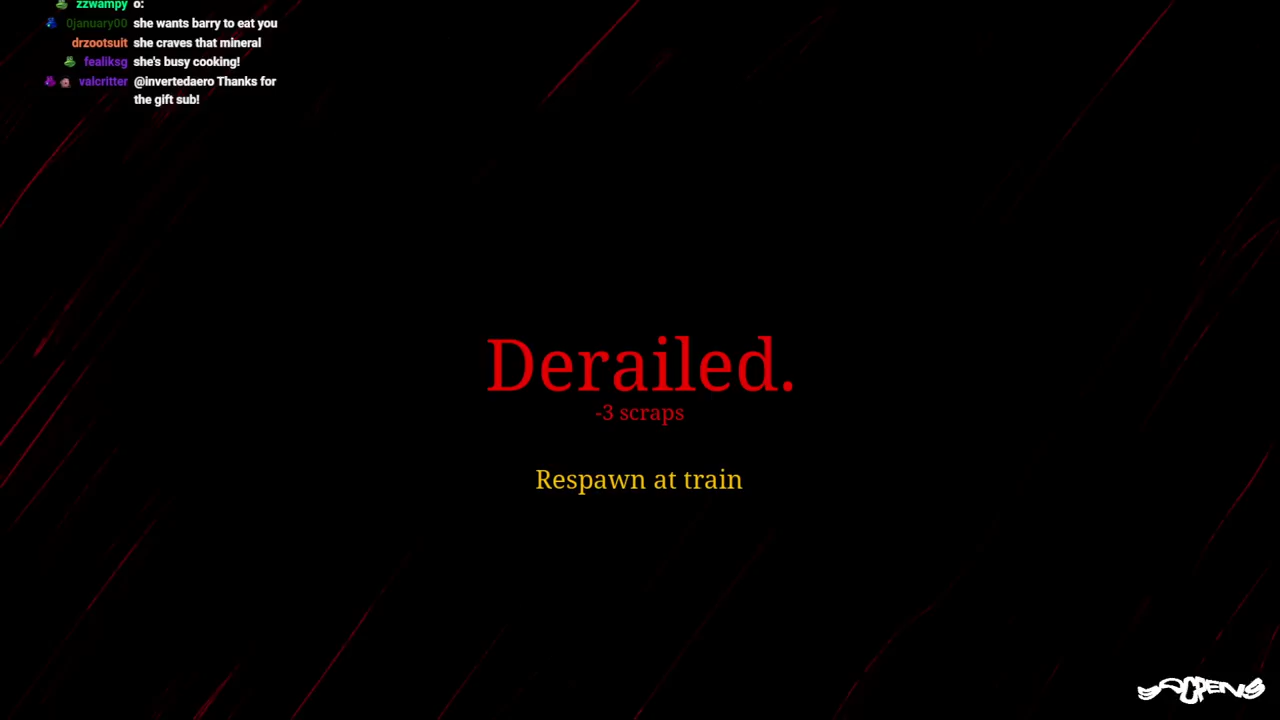 zzwampy o:
0january00 she wants barry to eat you
drzootsuit she craves that mineral
fealiksg she's busy cooking!
valcritter @invertedaero Thanks for
the gift sub!
Derailed.
-3 scraps
Respawn at train